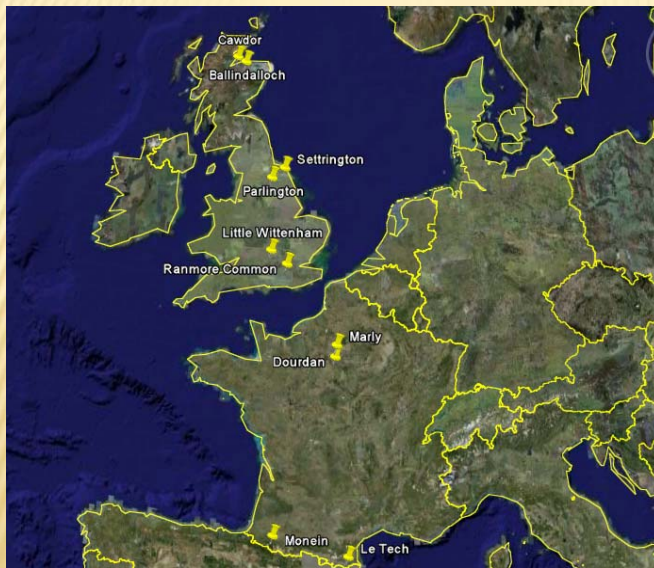 Cawdor
Ballindalloch
Settrington
Parlington
Little Wittenham
Ranmore Common
Marly
Dourdan
Monein
Le Tech